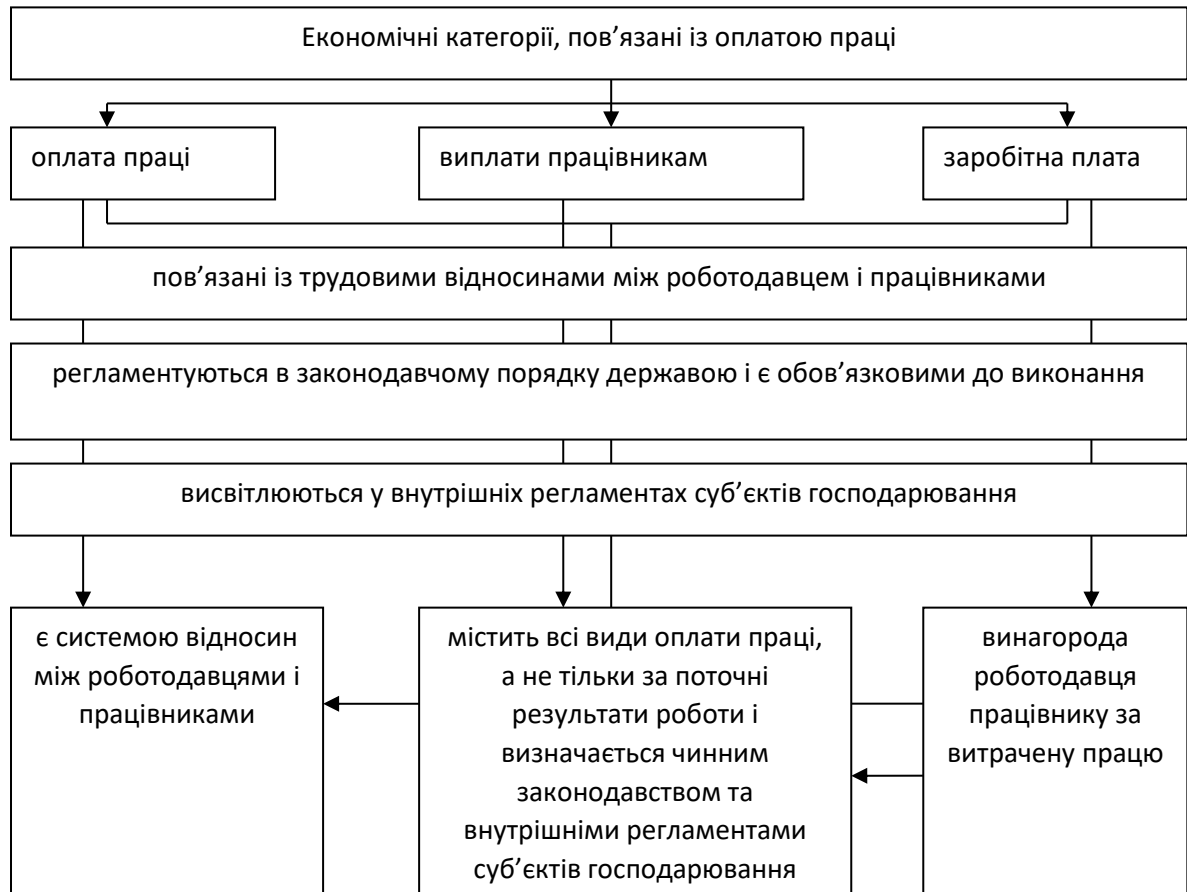 Економічні категорії, пов’язані із оплатою праці
оплата праці
виплати працівникам
заробітна плата
пов’язані із трудовими відносинами між роботодавцем і працівниками
регламентуються в законодавчому порядку державою і є обов’язковими до виконання
висвітлюються у внутрішніх регламентах суб’єктів господарювання
є системою відносин
між роботодавцями і
працівниками
містить всі види оплати праці,
а не тільки за поточні
результати роботи і
визначається чинним
законодавством та
внутрішніми регламентами
суб’єктів господарювання
винагорода
роботодавця
працівнику за
витрачену працю